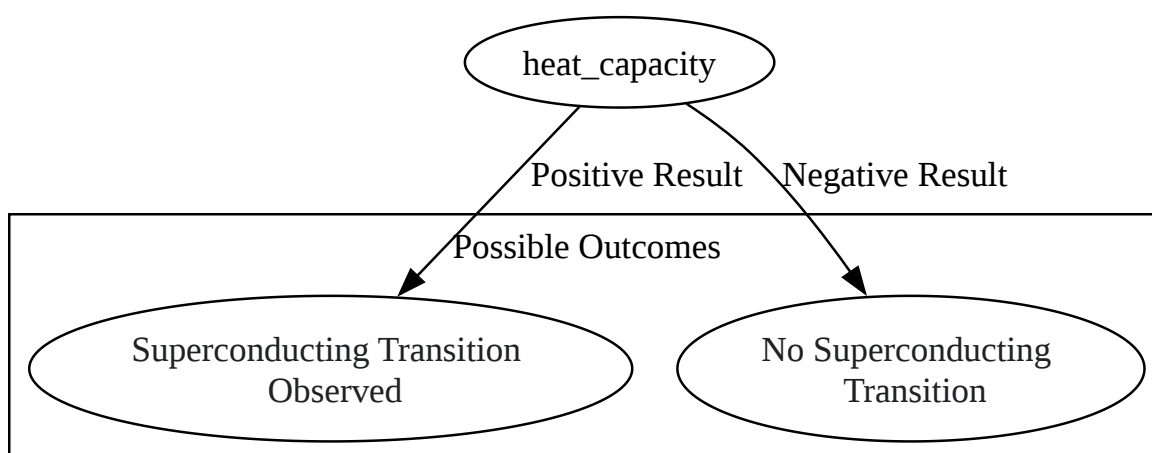 heat_capacity
Positive Result
Negative Result
Possible Outcomes
Superconducting Transition
Observed
No Superconducting
Transition